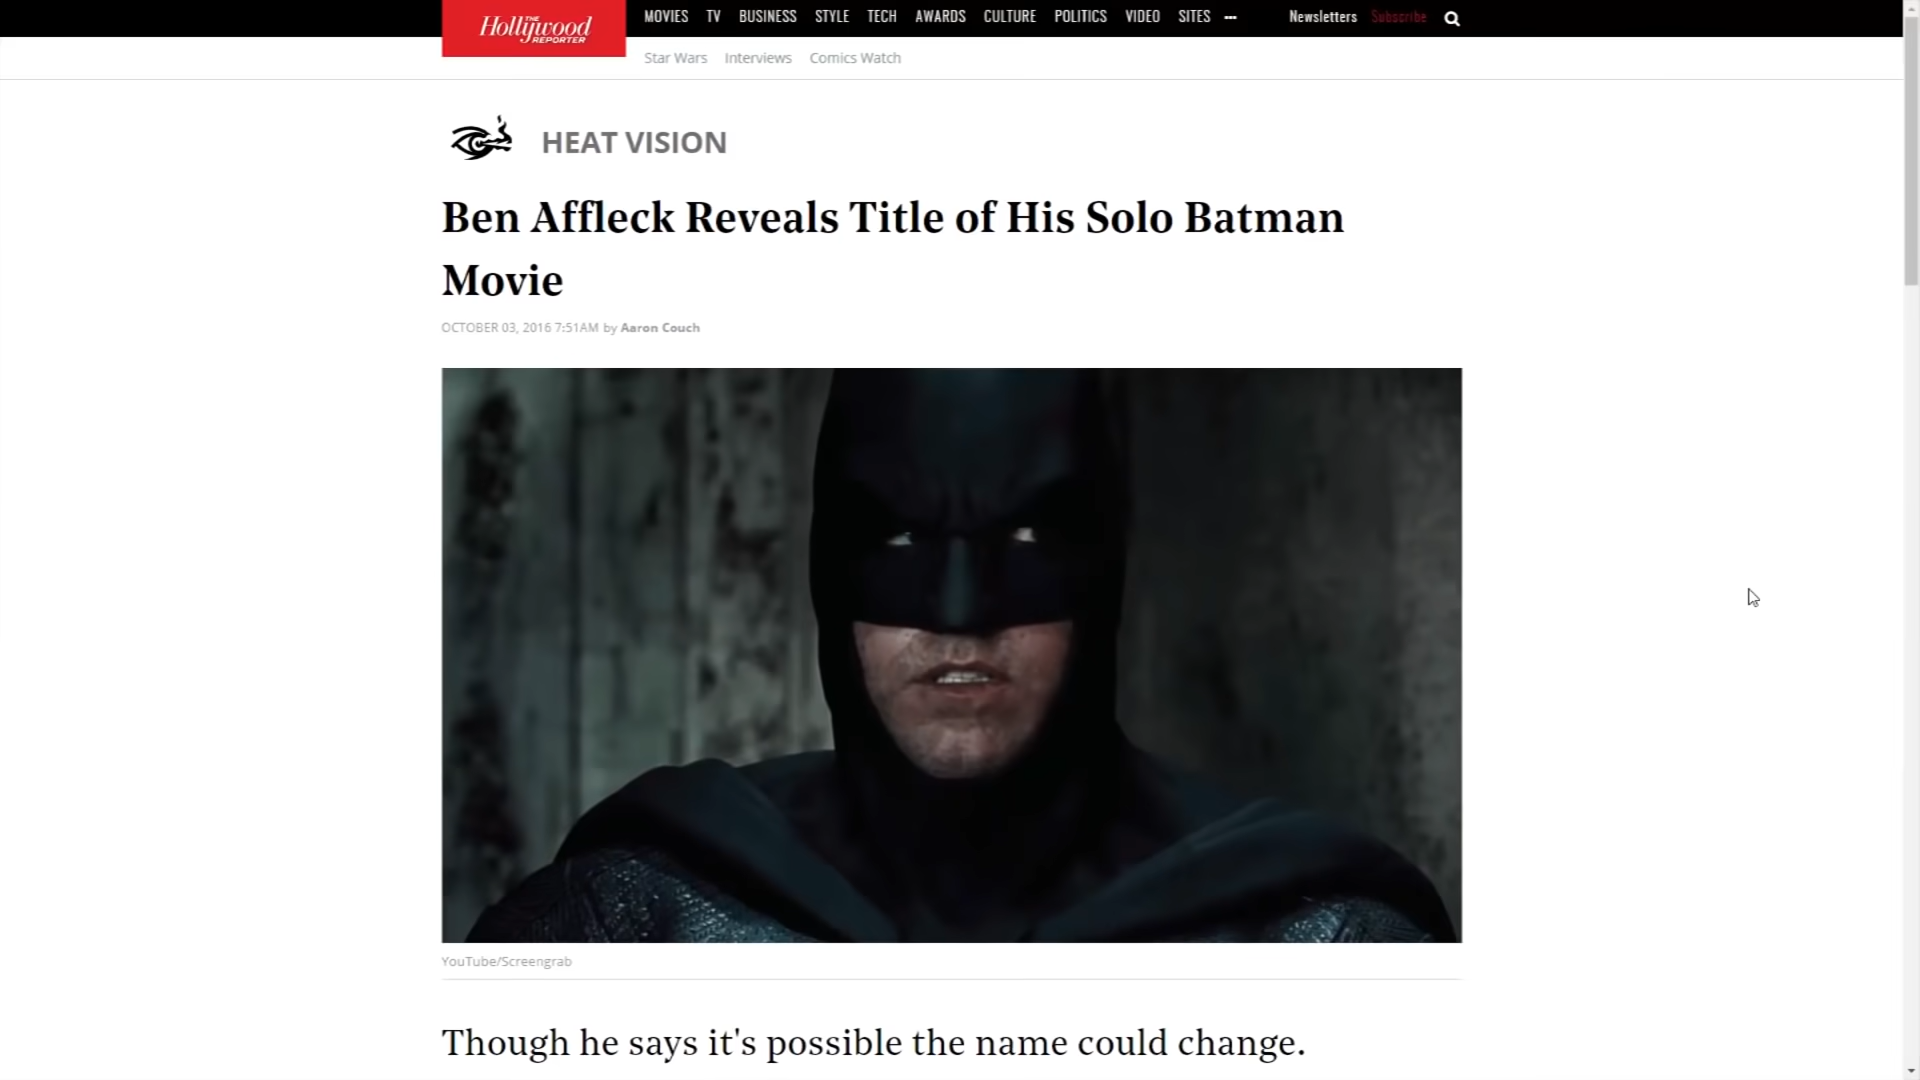 THE
Hollywood
REPORTER
MOVIES TV BUSINESS STYLE TECH AWARDS CULTURE POLITICS VIDEO SITES ••• Newsletters Subscribe
Star Wars Interviews Comics Watch
HEAT VISION
Ben Affleck Reveals Title of His Solo Batman
Movie
OCTOBER 03, 2016 7:51AM by Aaron Couch
YouTube/Screengrab
Though he says it's possible the name could change.